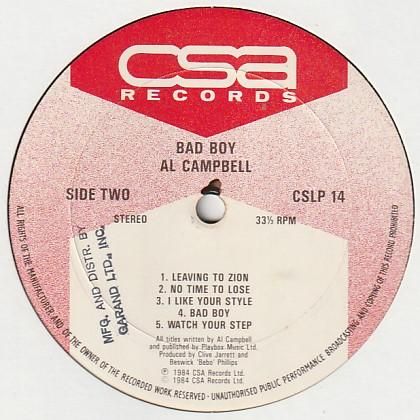 csa
RECORDS
BAD BOY
AL CAMPBELL
SIDE TWO
CSLP 14
STEREO
33⅓ RPM
MFG. AND DISTR. BY
GARAND LTD., INC.
1. LEAVING TO ZION
2. NO TIME TO LOSE
3. I LIKE YOUR STYLE
4. BAD BOY
5. WATCH YOUR STEP
All titles written by Al Campbell
and published by Playbox Music Ltd.
Produced by Clive Jarrett and
Beswick 'Bebo' Phillips
℗ 1984 CSA Records Ltd.
© 1984 CSA Records Ltd.
ALL RIGHTS OF THE MANUFACTURER AND OF THE OWNER OF THE RECORDED WORK RESERVED - UNAUTHORISED PUBLIC PERFORMANCE BROADCASTING AND COPYING OF THIS RECORD PROHIBITED